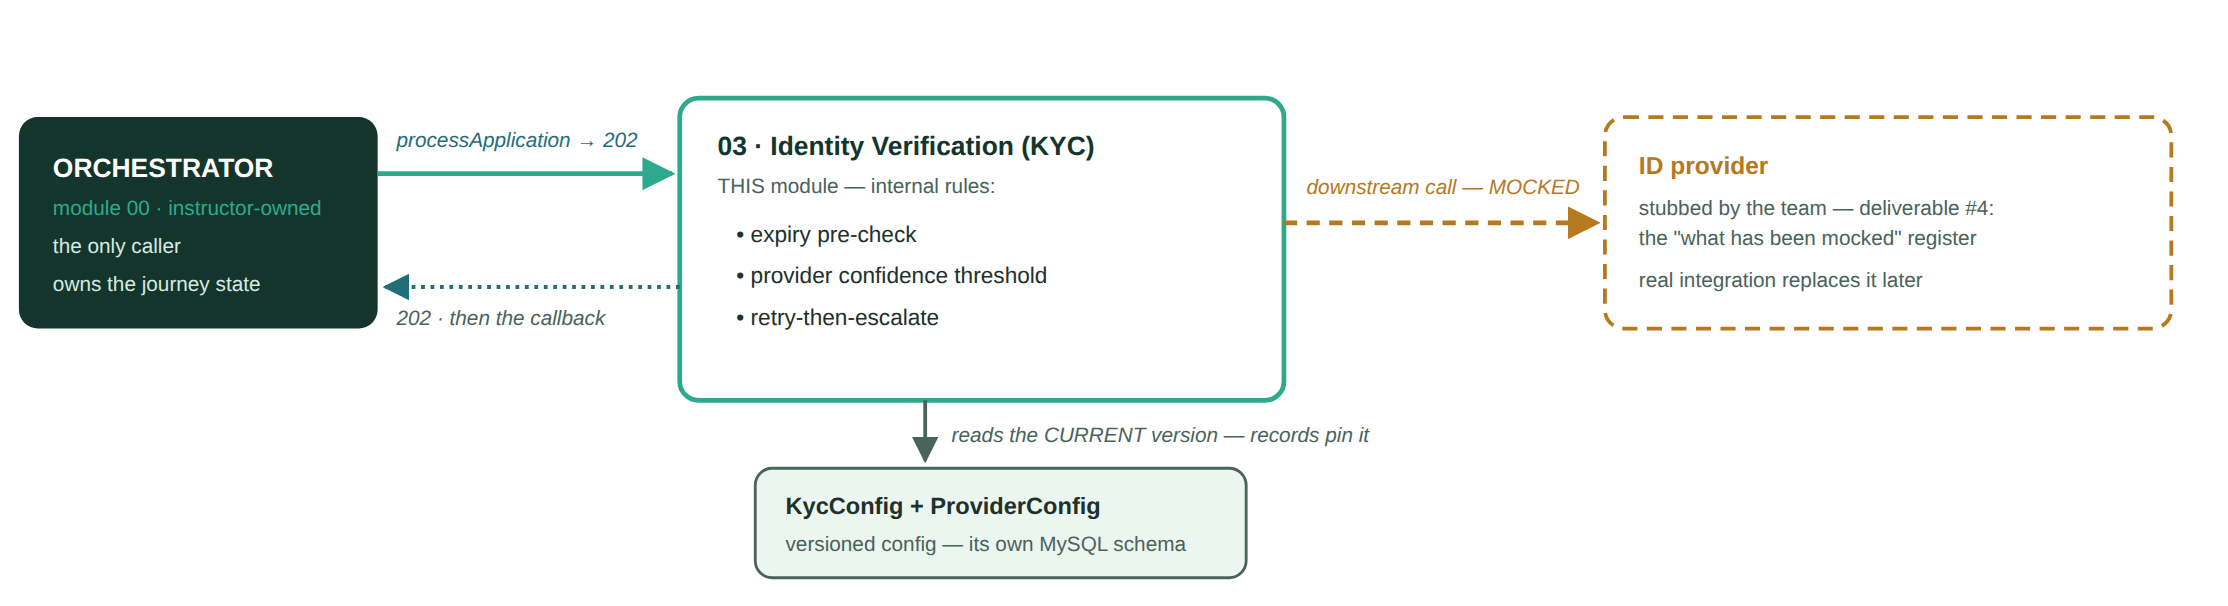 ORCHESTRATOR
module 00 · instructor-owned
the only caller
owns the journey state
processApplication → 202
202 · then the callback
03 · Identity Verification (KYC)
THIS module — internal rules:
• expiry pre-check
• provider confidence threshold
• retry-then-escalate
downstream call — MOCKED
ID provider
stubbed by the team — deliverable #4:
the "what has been mocked" register
real integration replaces it later
reads the CURRENT version — records pin it
KycConfig + ProviderConfig
versioned config — its own MySQL schema